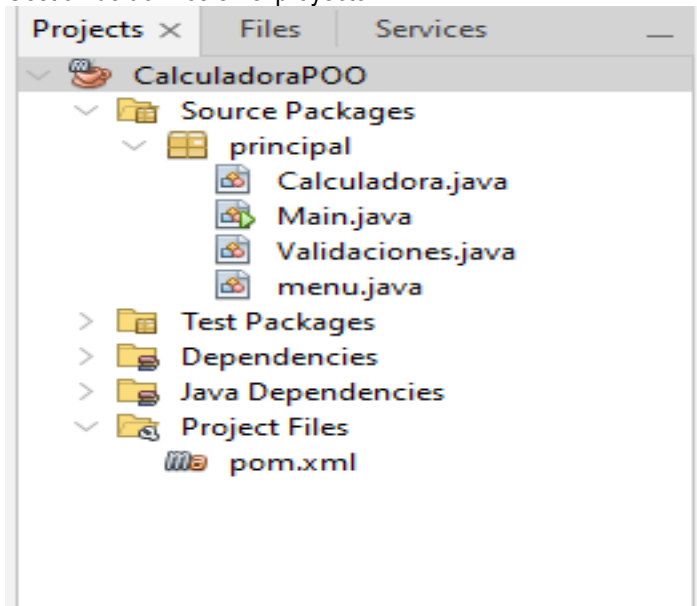 Projects Files Services
CalculadoraPOO
Source Packages
principal
Calculadora.java
Main.java
Validaciones.java
menu.java
Test Packages
Dependencies
Java Dependencies
Project Files
pom.xml